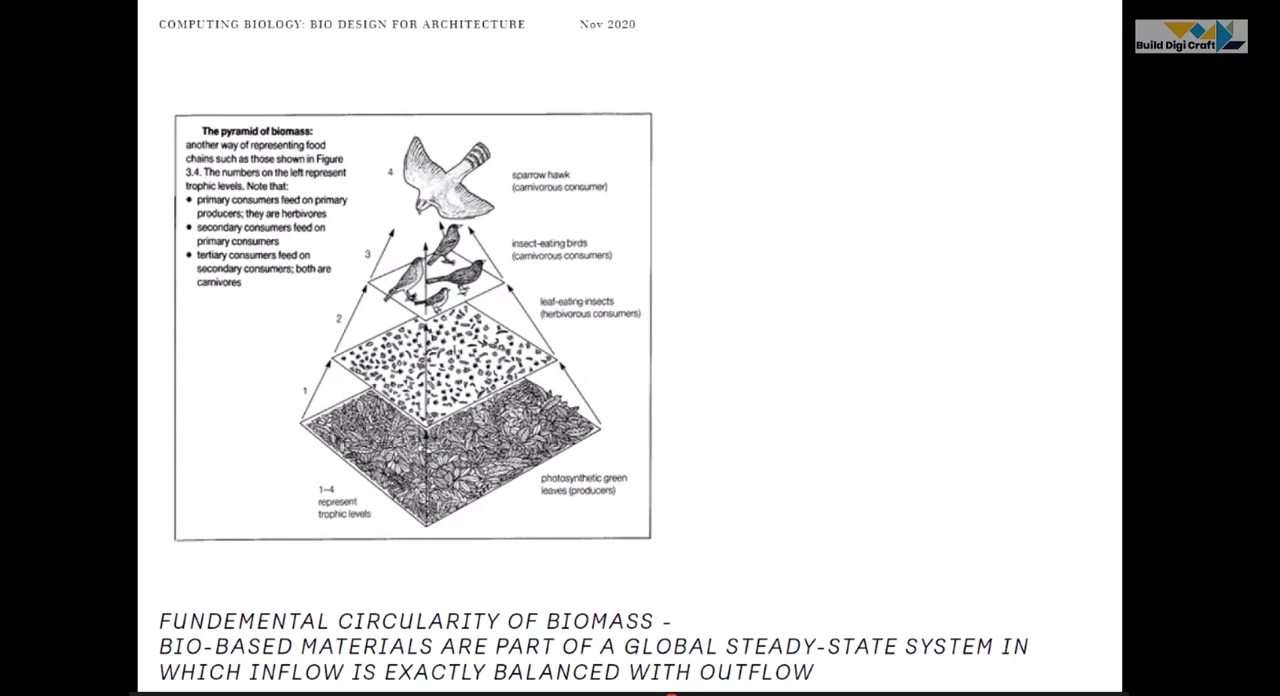 COMPUTING BIOLOGY: BIO DESIGN FOR ARCHITECTURE
Nov 2020
Build Digi Craft
The pyramid of biomass:
another way of representing food
chains such as those shown in Figure
3.4. The numbers on the left represent
trophic levels. Note that:
• primary consumers feed on primary
producers; they are herbivores
• secondary consumers feed on
primary consumers
• tertiary consumers feed on
secondary consumers; both are
carnivores
4
sparrow hawk
(carnivorous consumer)
3
insect-eating birds
(carnivorous consumers)
2
leaf-eating insects
(herbivorous consumers)
1
photosynthetic green
leaves (producers)
1–4
represent
trophic levels
FUNDEMENTAL CIRCULARITY OF BIOMASS -
BIO-BASED MATERIALS ARE PART OF A GLOBAL STEADY-STATE SYSTEM IN
WHICH INFLOW IS EXACTLY BALANCED WITH OUTFLOW